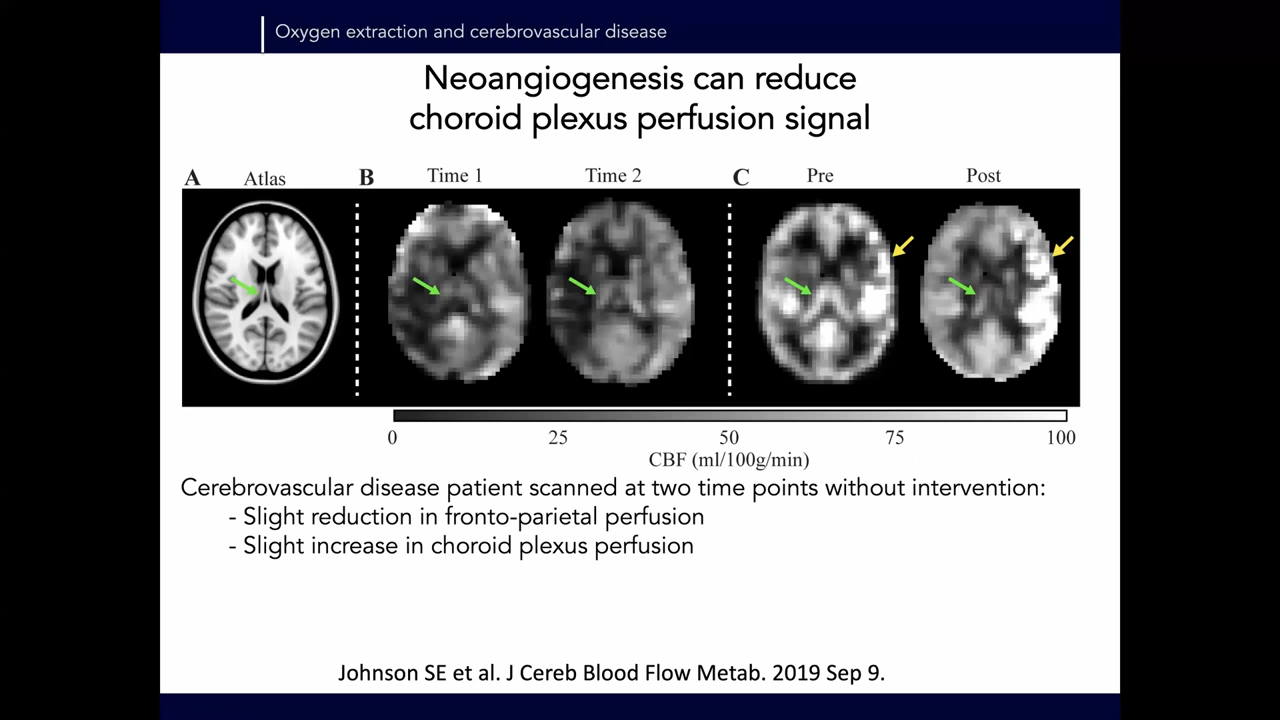 Oxygen extraction and cerebrovascular disease
Neoangiogenesis can reduce
choroid plexus perfusion signal
A Atlas B Time 1 Time 2 C Pre Post
0 25 50 75 100
CBF (ml/100g/min)
Cerebrovascular disease patient scanned at two time points without intervention:
- Slight reduction in fronto-parietal perfusion
- Slight increase in choroid plexus perfusion
Johnson SE et al. J Cereb Blood Flow Metab. 2019 Sep 9.